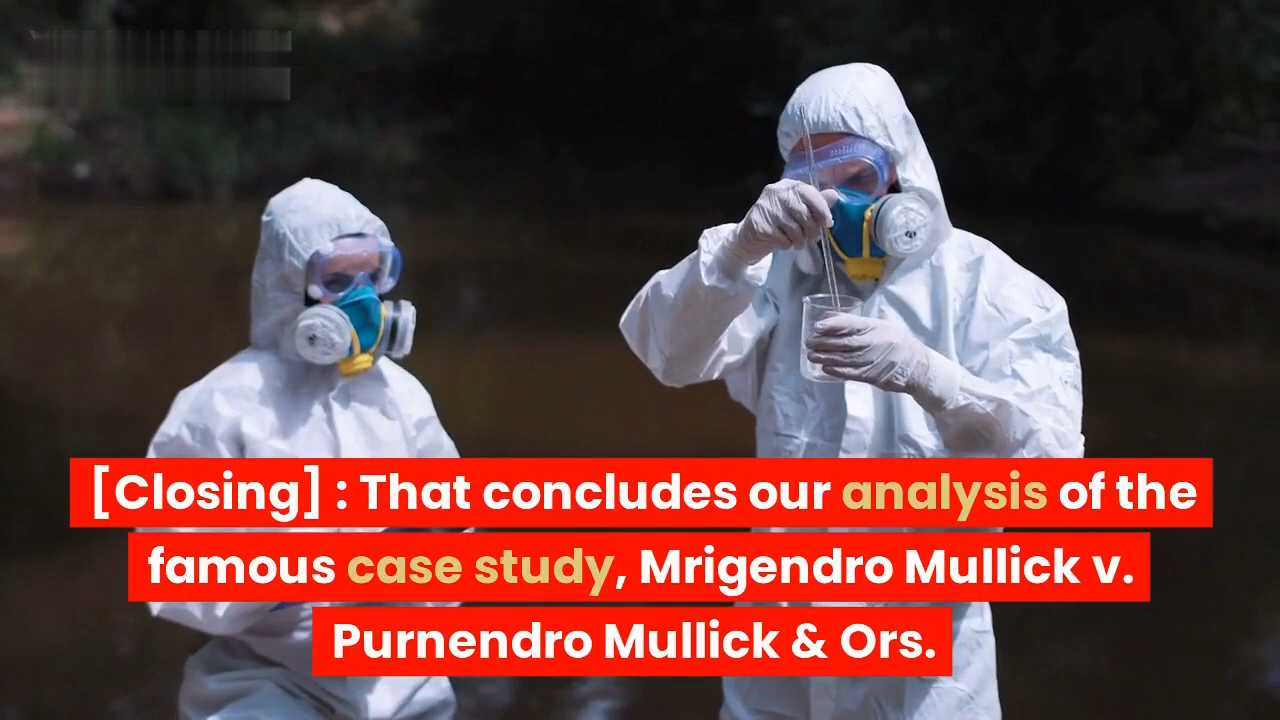 [Closing] : That concludes our analysis of the
famous case study, Mrigendro Mullick v.
Purnendro Mullick & Ors.